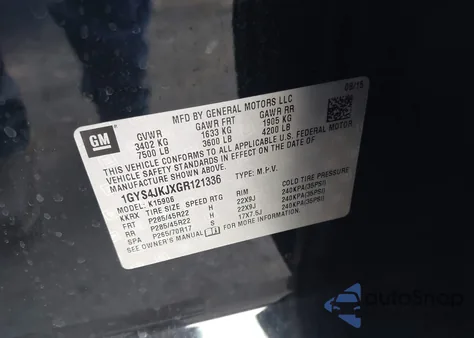 08/15
MFD BY GENERAL MOTORS LLC
GM
GVWR GAWR FRT GAWR RR
3402 KG 1633 KG 1905 KG
7500 LB 3600 LB 4200 LB
THIS VEHICLE CONFORMS TO ALL APPLICABLE U.S. FEDERAL MOTOR
VEHICLE SAFETY STANDARDS IN EFFECT ON THE DATE OF
MANUFACTURE SHOWN ABOVE.
1GYS4JKJXGR121336 TYPE: M.P.V.
MODEL: K15906
TIRE SIZE SPEED RTG RIM COLD TIRE PRESSURE
FRT P285/45R22 H 22X9J 240KPA(35PSI)
RR P285/45R22 H 22X9J 240KPA(35PSI)
SPA P265/70R17 17X7.5J 240KPA(35PSI)
SEE OWNER'S MANUAL FOR ADDITIONAL INFORMATION.
AutoSnap